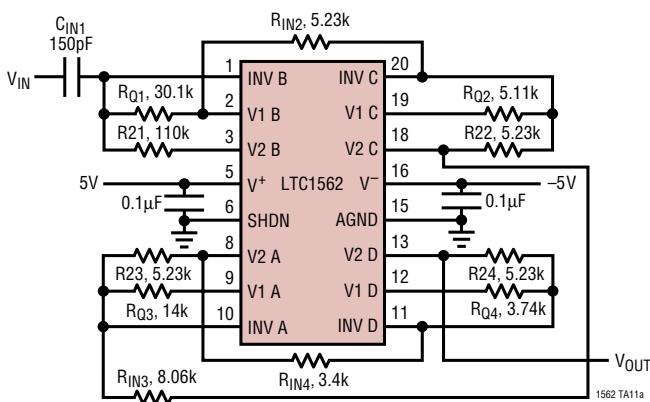 RIN2, 5.23k
CIN1
150pF
VIN
1 INV B INV C 20
RQ1, 30.1k 2 V1 B V1 C 19 RQ2, 5.11k
R21, 110k 3 V2 B V2 C 18 R22, 5.23k
5V 5 V+ LTC1562 V– 16 –5V
0.1µF 6 SHDN AGND 15 0.1µF
8 V2 A V2 D 13
R23, 5.23k 9 V1 A V1 D 12 R24, 5.23k
RQ3, 14k 10 INV A INV D 11 RQ4, 3.74k
RIN3, 8.06k RIN4, 3.4k VOUT
1562 TA11a